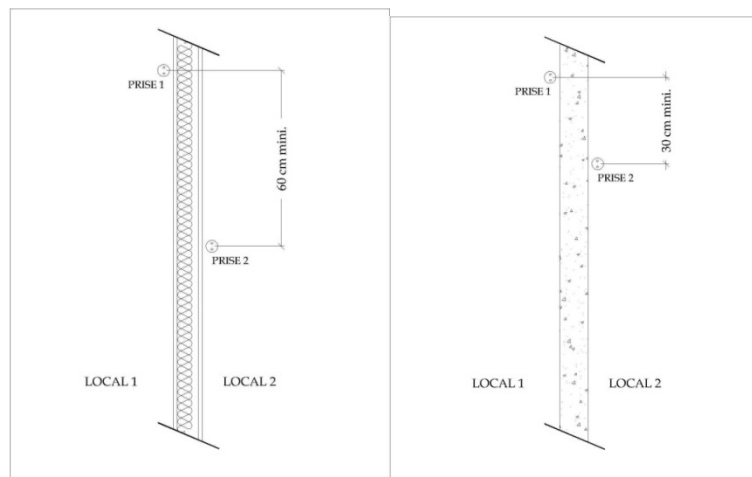 PRISE 1
60 cm mini.
PRISE 2
LOCAL 1
LOCAL 2
PRISE 1
30 cm mini.
PRISE 2
LOCAL 1
LOCAL 2